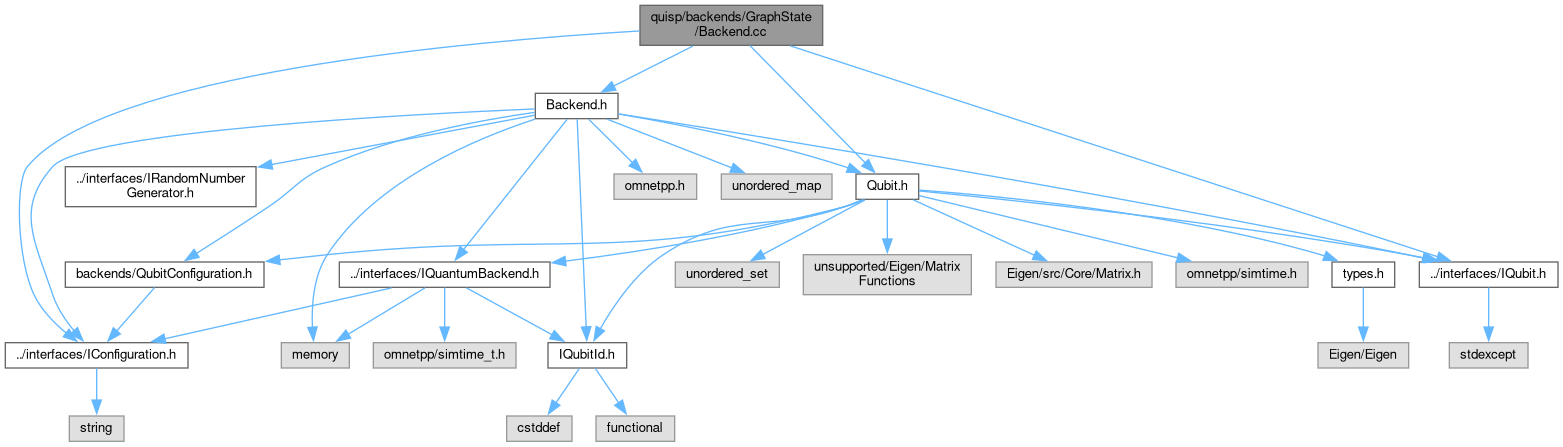 quisp/backends/GraphState
/Backend.cc
Backend.h
../interfaces/IRandomNumber
Generator.h
omnetpp.h
unordered_map
Qubit.h
backends/QubitConfiguration.h
../interfaces/IQuantumBackend.h
unordered_set
unsupported/Eigen/Matrix
Functions
Eigen/src/Core/Matrix.h
omnetpp/simtime.h
types.h
../interfaces/IQubit.h
../interfaces/IConfiguration.h
memory
omnetpp/simtime_t.h
IQubitId.h
Eigen/Eigen
stdexcept
string
cstddef
functional